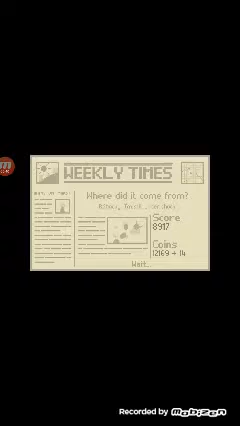 WEEKLY TIMES
Where did it come from?
Score
8917
Coins
12169 + 14
Wait...
Recorded by Mobizen